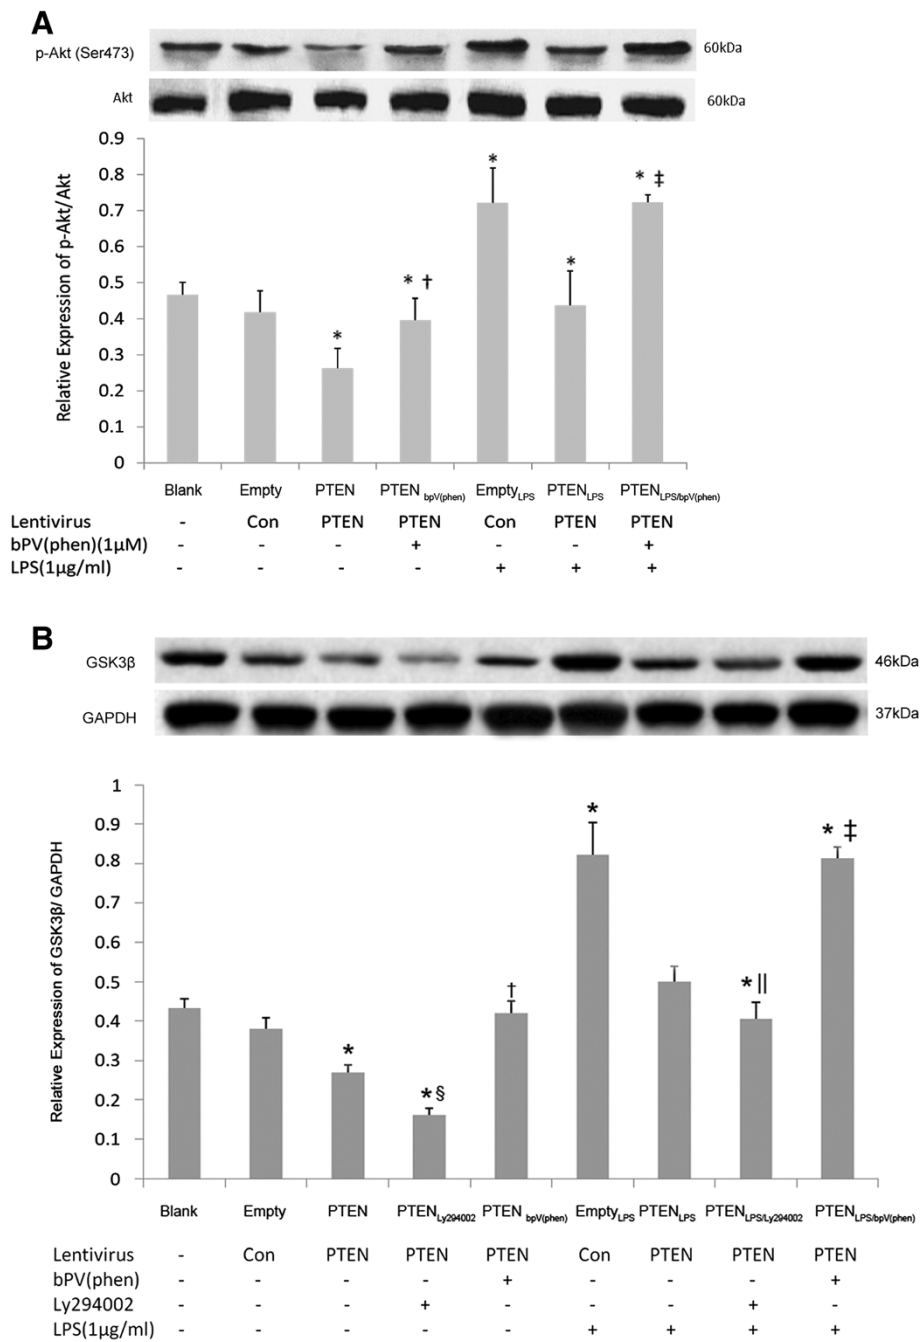 A
p-Akt (Ser473) 60kDa
Akt 60kDa
Relative Expression of p-Akt/Akt
0.9
0.8
0.7
0.6
0.5
0.4
0.3
0.2
0.1
0
* * † * * * ‡
Blank Empty PTEN PTEN bpV(phen) EmptyLPS PTENLPS PTENLPS/bpV(phen)
Lentivirus - Con PTEN PTEN Con PTEN PTEN
bPV(phen)(1μM) - - - + - - +
LPS(1μg/ml) - - - - + + +
B
GSK3β 46kDa
GAPDH 37kDa
Relative Expression of GSK3β/ GAPDH
1
0.9
0.8
0.7
0.6
0.5
0.4
0.3
0.2
0.1
0
* *§ † * *|| * ‡
Blank Empty PTEN PTENLy294002 PTEN bpV(phen) EmptyLPS PTENLPS PTENLPS/Ly294002 PTENLPS/bpV(phen)
Lentivirus - Con PTEN PTEN PTEN Con PTEN PTEN PTEN
bPV(phen) - - - - + - - - +
Ly294002 - - - + - - - + -
LPS(1μg/ml) - - - - - + + + +